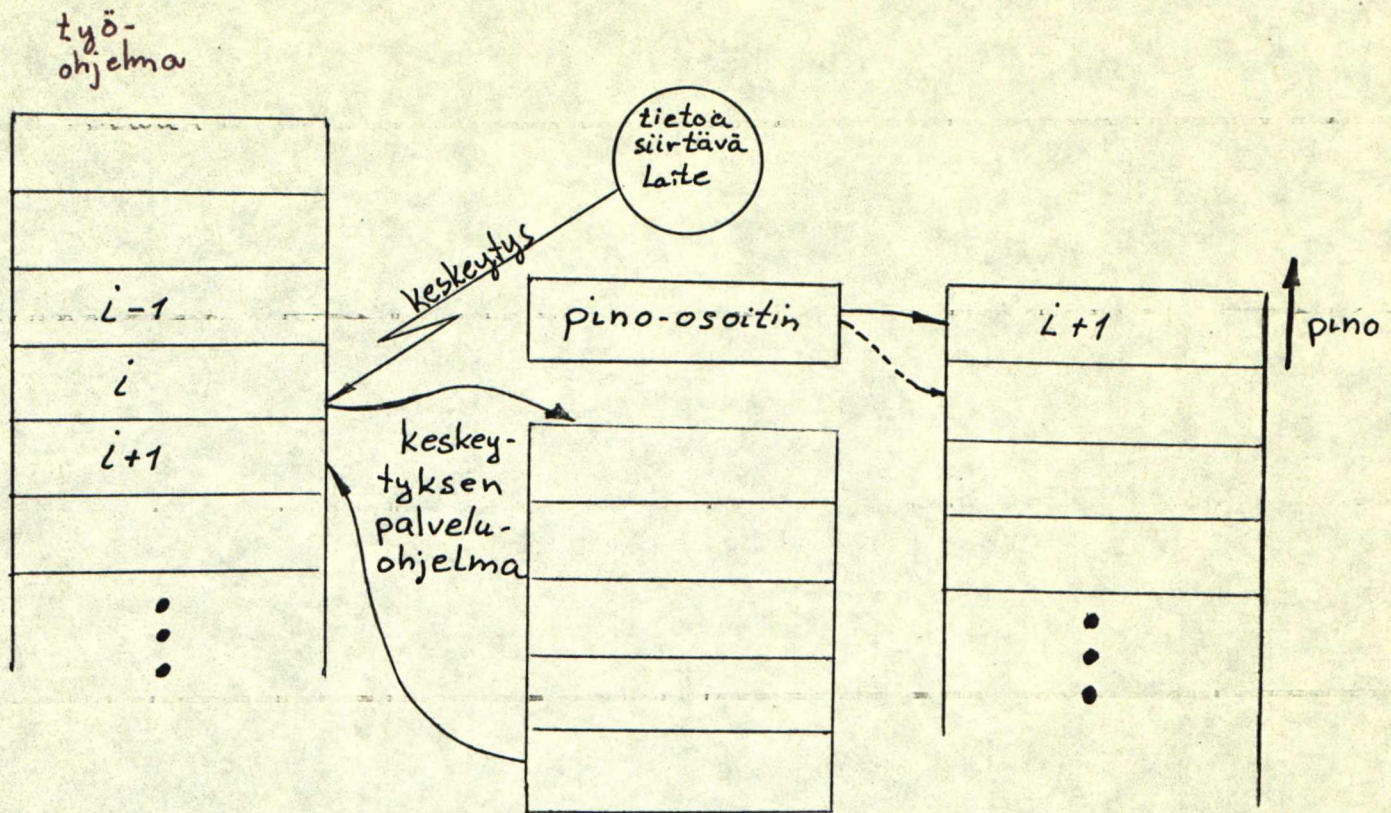 työ-
ohjelma
tietoa
siirtävä
laite
keskeytys
i-1
i
i+1
pino-osoitin
i+1
pino
keskey-
tyksen
palvelu-
ohjelma